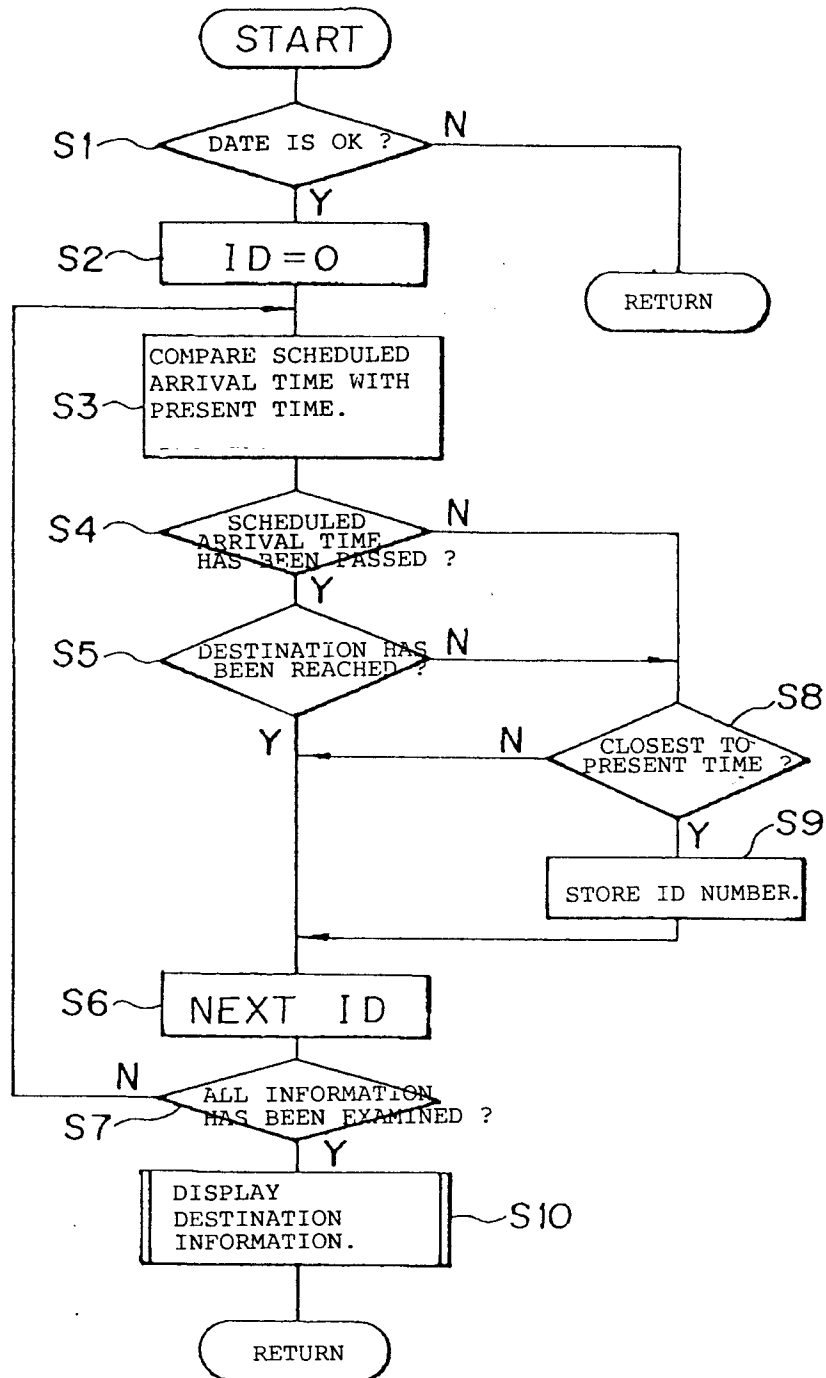 START
S1
DATE IS OK ?
N
Y
S2
ID=0
RETURN
S3
COMPARE SCHEDULED
ARRIVAL TIME WITH
PRESENT TIME.
S4
SCHEDULED
ARRIVAL TIME
HAS BEEN PASSED ?
N
Y
S5
DESTINATION HAS
BEEN REACHED ?
N
Y
S8
CLOSEST TO
PRESENT TIME ?
N
Y
S9
STORE ID NUMBER.
S6
NEXT ID
N
S7
ALL INFORMATION
HAS BEEN EXAMINED ?
Y
DISPLAY
DESTINATION
INFORMATION.
S10
RETURN